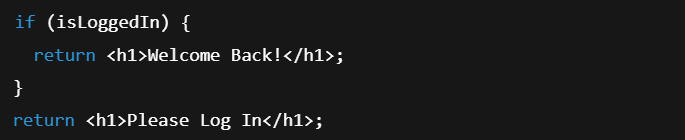 if (isLoggedIn) {
  return <h1>Welcome Back!</h1>;
}
return <h1>Please Log In</h1>;